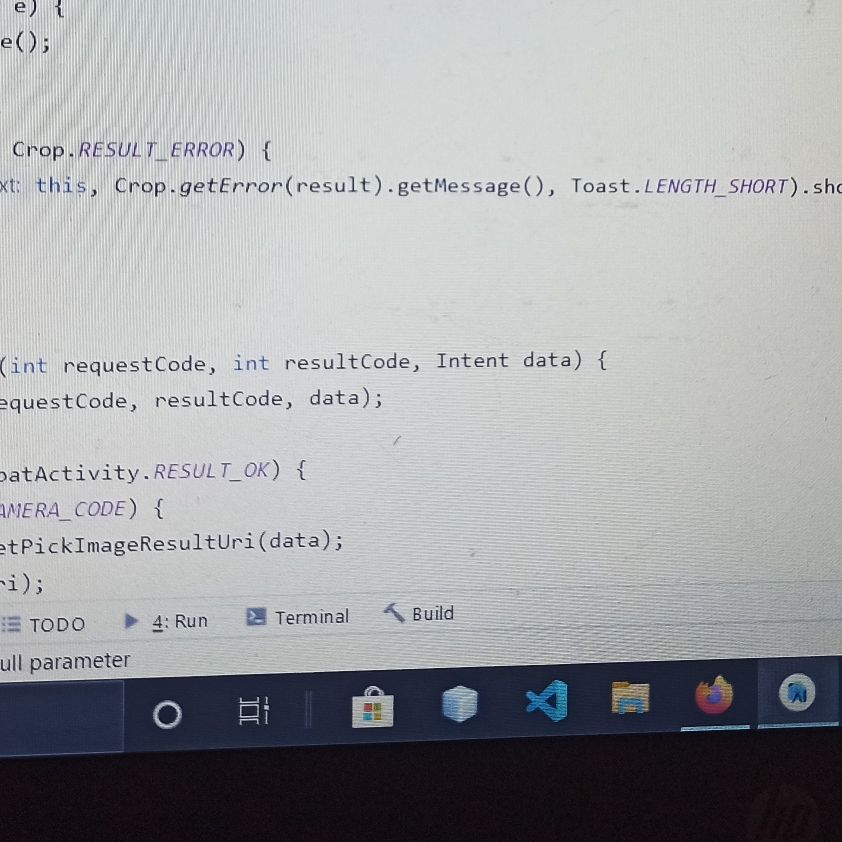 e) {
e();
Crop.RESULT_ERROR) {
xt: this, Crop.getError(result).getMessage(), Toast.LENGTH_SHORT).sho
(int requestCode, int resultCode, Intent data) {
equestCode, resultCode, data);
patActivity.RESULT_OK) {
AMERA_CODE) {
etPickImageResultUri(data);
ri);
TODO 4: Run Terminal Build
ull parameter
hp